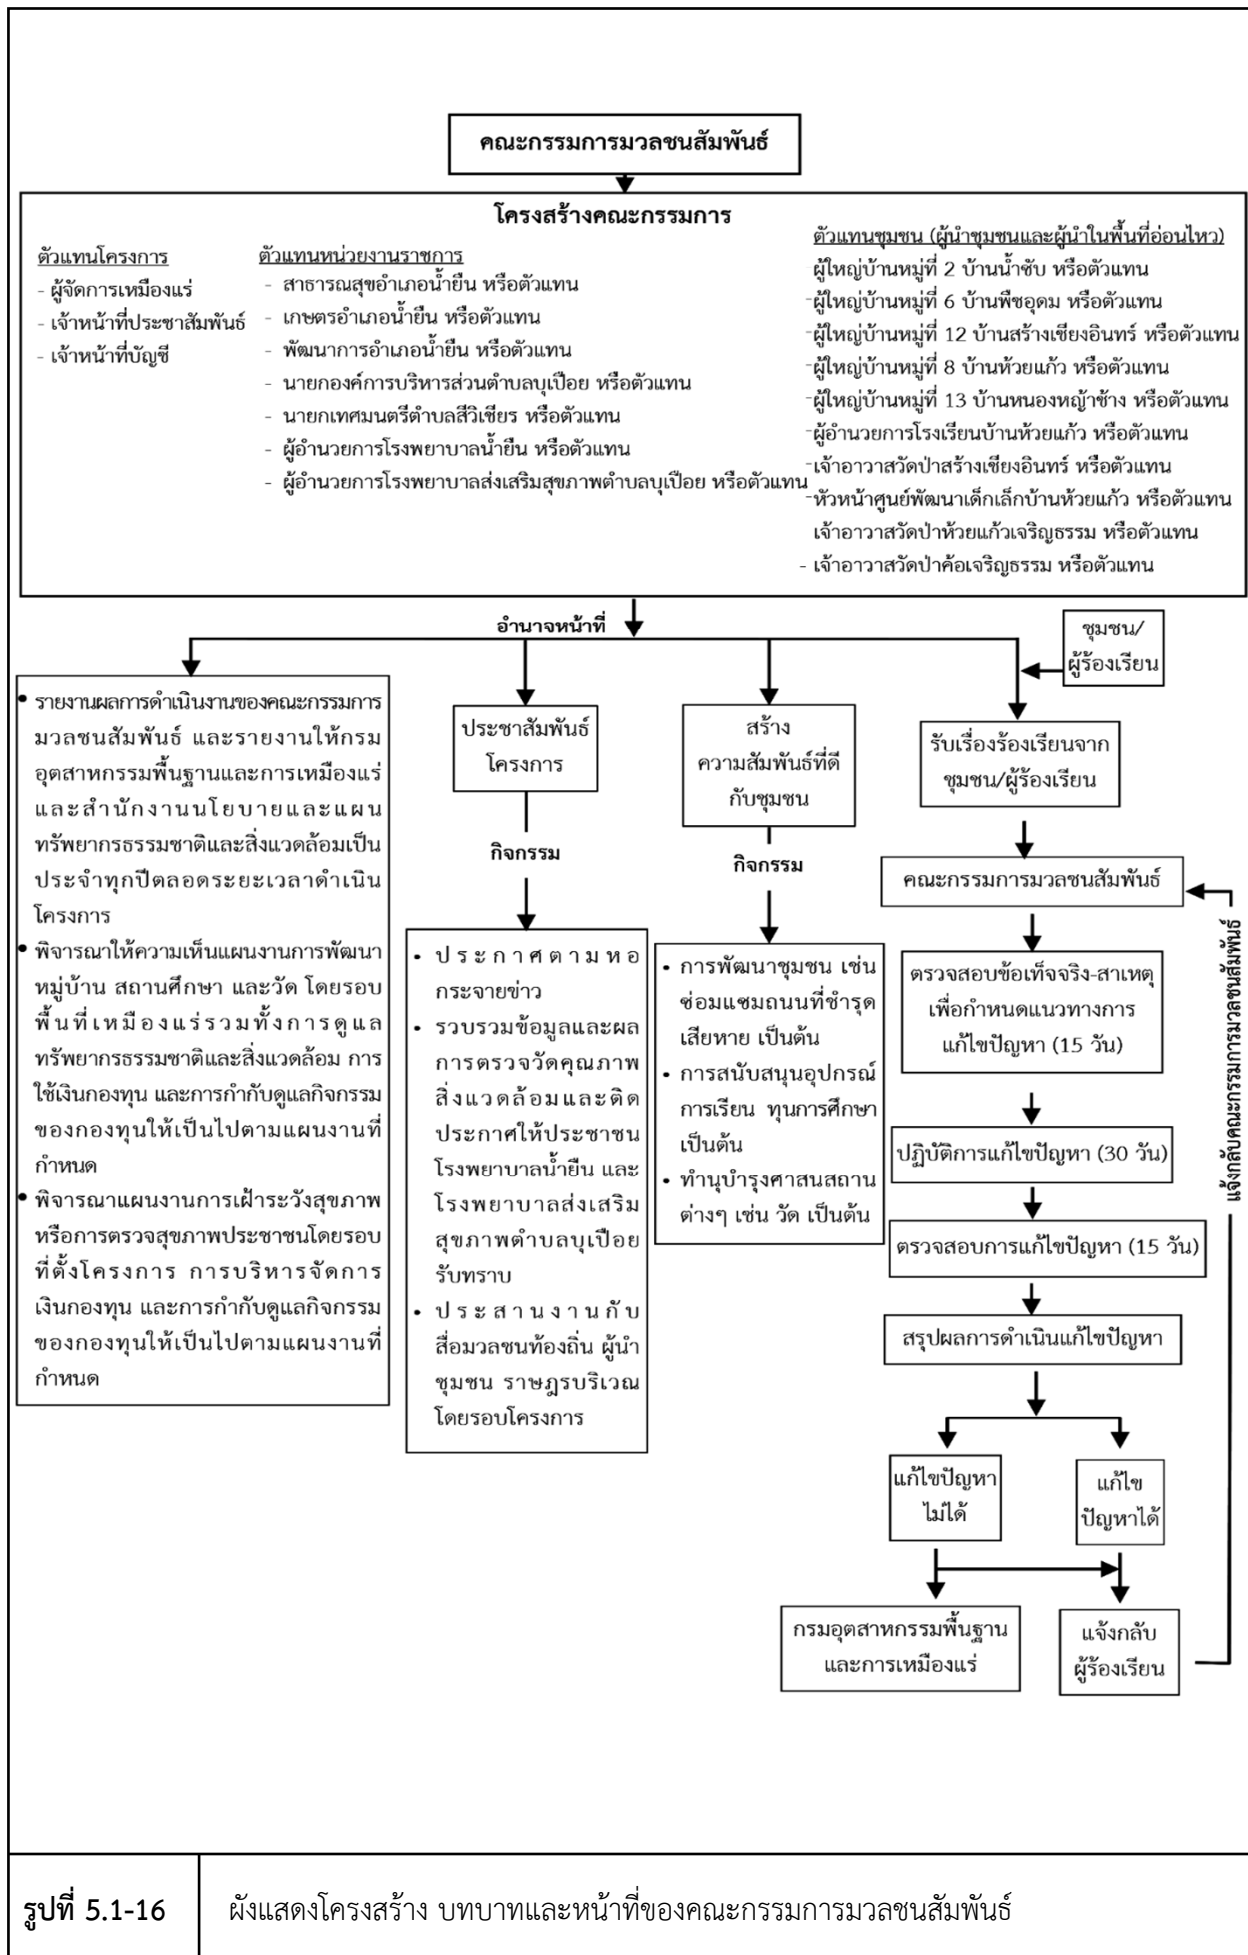 คณะกรรมการมวลชนสัมพันธ์
โครงสร้างคณะกรรมการ
ตัวแทนโครงการ
- ผู้จัดการเหมืองแร่
- เจ้าหน้าที่ประชาสัมพันธ์
- เจ้าหน้าที่บัญชี
ตัวแทนหน่วยงานราชการ
- สาธารณสุขอำเภอน้ำยืน หรือตัวแทน
- เกษตรอำเภอน้ำยืน หรือตัวแทน
- พัฒนาการอำเภอน้ำยืน หรือตัวแทน
- นายกองค์การบริหารส่วนตำบลบุเปือย หรือตัวแทน
- นายกเทศมนตรีตำบลสีวิเชียร หรือตัวแทน
- ผู้อำนวยการโรงพยาบาลน้ำยืน หรือตัวแทน
- ผู้อำนวยการโรงพยาบาลส่งเสริมสุขภาพตำบลบุเปือย หรือตัวแทน
ตัวแทนชุมชน (ผู้นำชุมชนและผู้นำในพื้นที่อ่อนไหว)
-ผู้ใหญ่บ้านหมู่ที่ 2 บ้านน้ำซับ หรือตัวแทน
-ผู้ใหญ่บ้านหมู่ที่ 6 บ้านพืชอุดม หรือตัวแทน
-ผู้ใหญ่บ้านหมู่ที่ 12 บ้านสร้างเชียงอินทร์ หรือตัวแทน
-ผู้ใหญ่บ้านหมู่ที่ 8 บ้านห้วยแก้ว หรือตัวแทน
-ผู้ใหญ่บ้านหมู่ที่ 13 บ้านหนองหญ้าช้าง หรือตัวแทน
-ผู้อำนวยการโรงเรียนบ้านห้วยแก้ว หรือตัวแทน
-เจ้าอาวาสวัดป่าสร้างเชียงอินทร์ หรือตัวแทน
-หัวหน้าศูนย์พัฒนาเด็กเล็กบ้านห้วยแก้ว หรือตัวแทน
เจ้าอาวาสวัดป่าห้วยแก้วเจริญธรรม หรือตัวแทน
- เจ้าอาวาสวัดป่าค้อเจริญธรรม หรือตัวแทน
อำนาจหน้าที่
ชุมชน/
ผู้ร้องเรียน
• รายงานผลการดำเนินงานของคณะกรรมการ
มวลชนสัมพันธ์ และรายงานให้กรม
อุตสาหกรรมพื้นฐานและการเหมืองแร่
และสำนักงานนโยบายและแผน
ทรัพยากรธรรมชาติและสิ่งแวดล้อมเป็น
ประจำทุกปีตลอดระยะเวลาดำเนิน
โครงการ
• พิจารณาให้ความเห็นแผนงานการพัฒนา
หมู่บ้าน สถานศึกษา และวัด โดยรอบ
พื้นที่เหมืองแร่รวมทั้งการดูแล
ทรัพยากรธรรมชาติและสิ่งแวดล้อม การ
ใช้เงินกองทุน และการกำกับดูแลกิจกรรม
ของกองทุนให้เป็นไปตามแผนงานที่
กำหนด
• พิจารณาแผนงานการเฝ้าระวังสุขภาพ
หรือการตรวจสุขภาพประชาชนโดยรอบ
ที่ตั้งโครงการ การบริหารจัดการ
เงินกองทุน และการกำกับดูแลกิจกรรม
ของกองทุนให้เป็นไปตามแผนงานที่
กำหนด
ประชาสัมพันธ์
โครงการ
กิจกรรม
• ประกาศตามหอ
กระจายข่าว
• รวบรวมข้อมูลและผล
การตรวจวัดคุณภาพ
สิ่งแวดล้อมและติด
ประกาศให้ประชาชน
โรงพยาบาลน้ำยืน และ
โรงพยาบาลส่งเสริม
สุขภาพตำบลบุเปือย
รับทราบ
• ประสานงานกับ
สื่อมวลชนท้องถิ่น ผู้นำ
ชุมชน ราษฎรบริเวณ
โดยรอบโครงการ
สร้าง
ความสัมพันธ์ที่ดี
กับชุมชน
กิจกรรม
• การพัฒนาชุมชน เช่น
ซ่อมแซมถนนที่ชำรุด
เสียหาย เป็นต้น
• การสนับสนุนอุปกรณ์
การเรียน ทุนการศึกษา
เป็นต้น
• ทำนุบำรุงศาสนสถาน
ต่างๆ เช่น วัด เป็นต้น
รับเรื่องร้องเรียนจาก
ชุมชน/ผู้ร้องเรียน
คณะกรรมการมวลชนสัมพันธ์
ตรวจสอบข้อเท็จจริง-สาเหตุ
เพื่อกำหนดแนวทางการ
แก้ไขปัญหา (15 วัน)
ปฏิบัติการแก้ไขปัญหา (30 วัน)
ตรวจสอบการแก้ไขปัญหา (15 วัน)
สรุปผลการดำเนินแก้ไขปัญหา
แก้ไขปัญหา
ไม่ได้
แก้ไข
ปัญหาได้
กรมอุตสาหกรรมพื้นฐาน
และการเหมืองแร่
แจ้งกลับ
ผู้ร้องเรียน
แจ้งกลับคณะกรรมการมวลชนสัมพันธ์
รูปที่ 5.1-16
ผังแสดงโครงสร้าง บทบาทและหน้าที่ของคณะกรรมการมวลชนสัมพันธ์